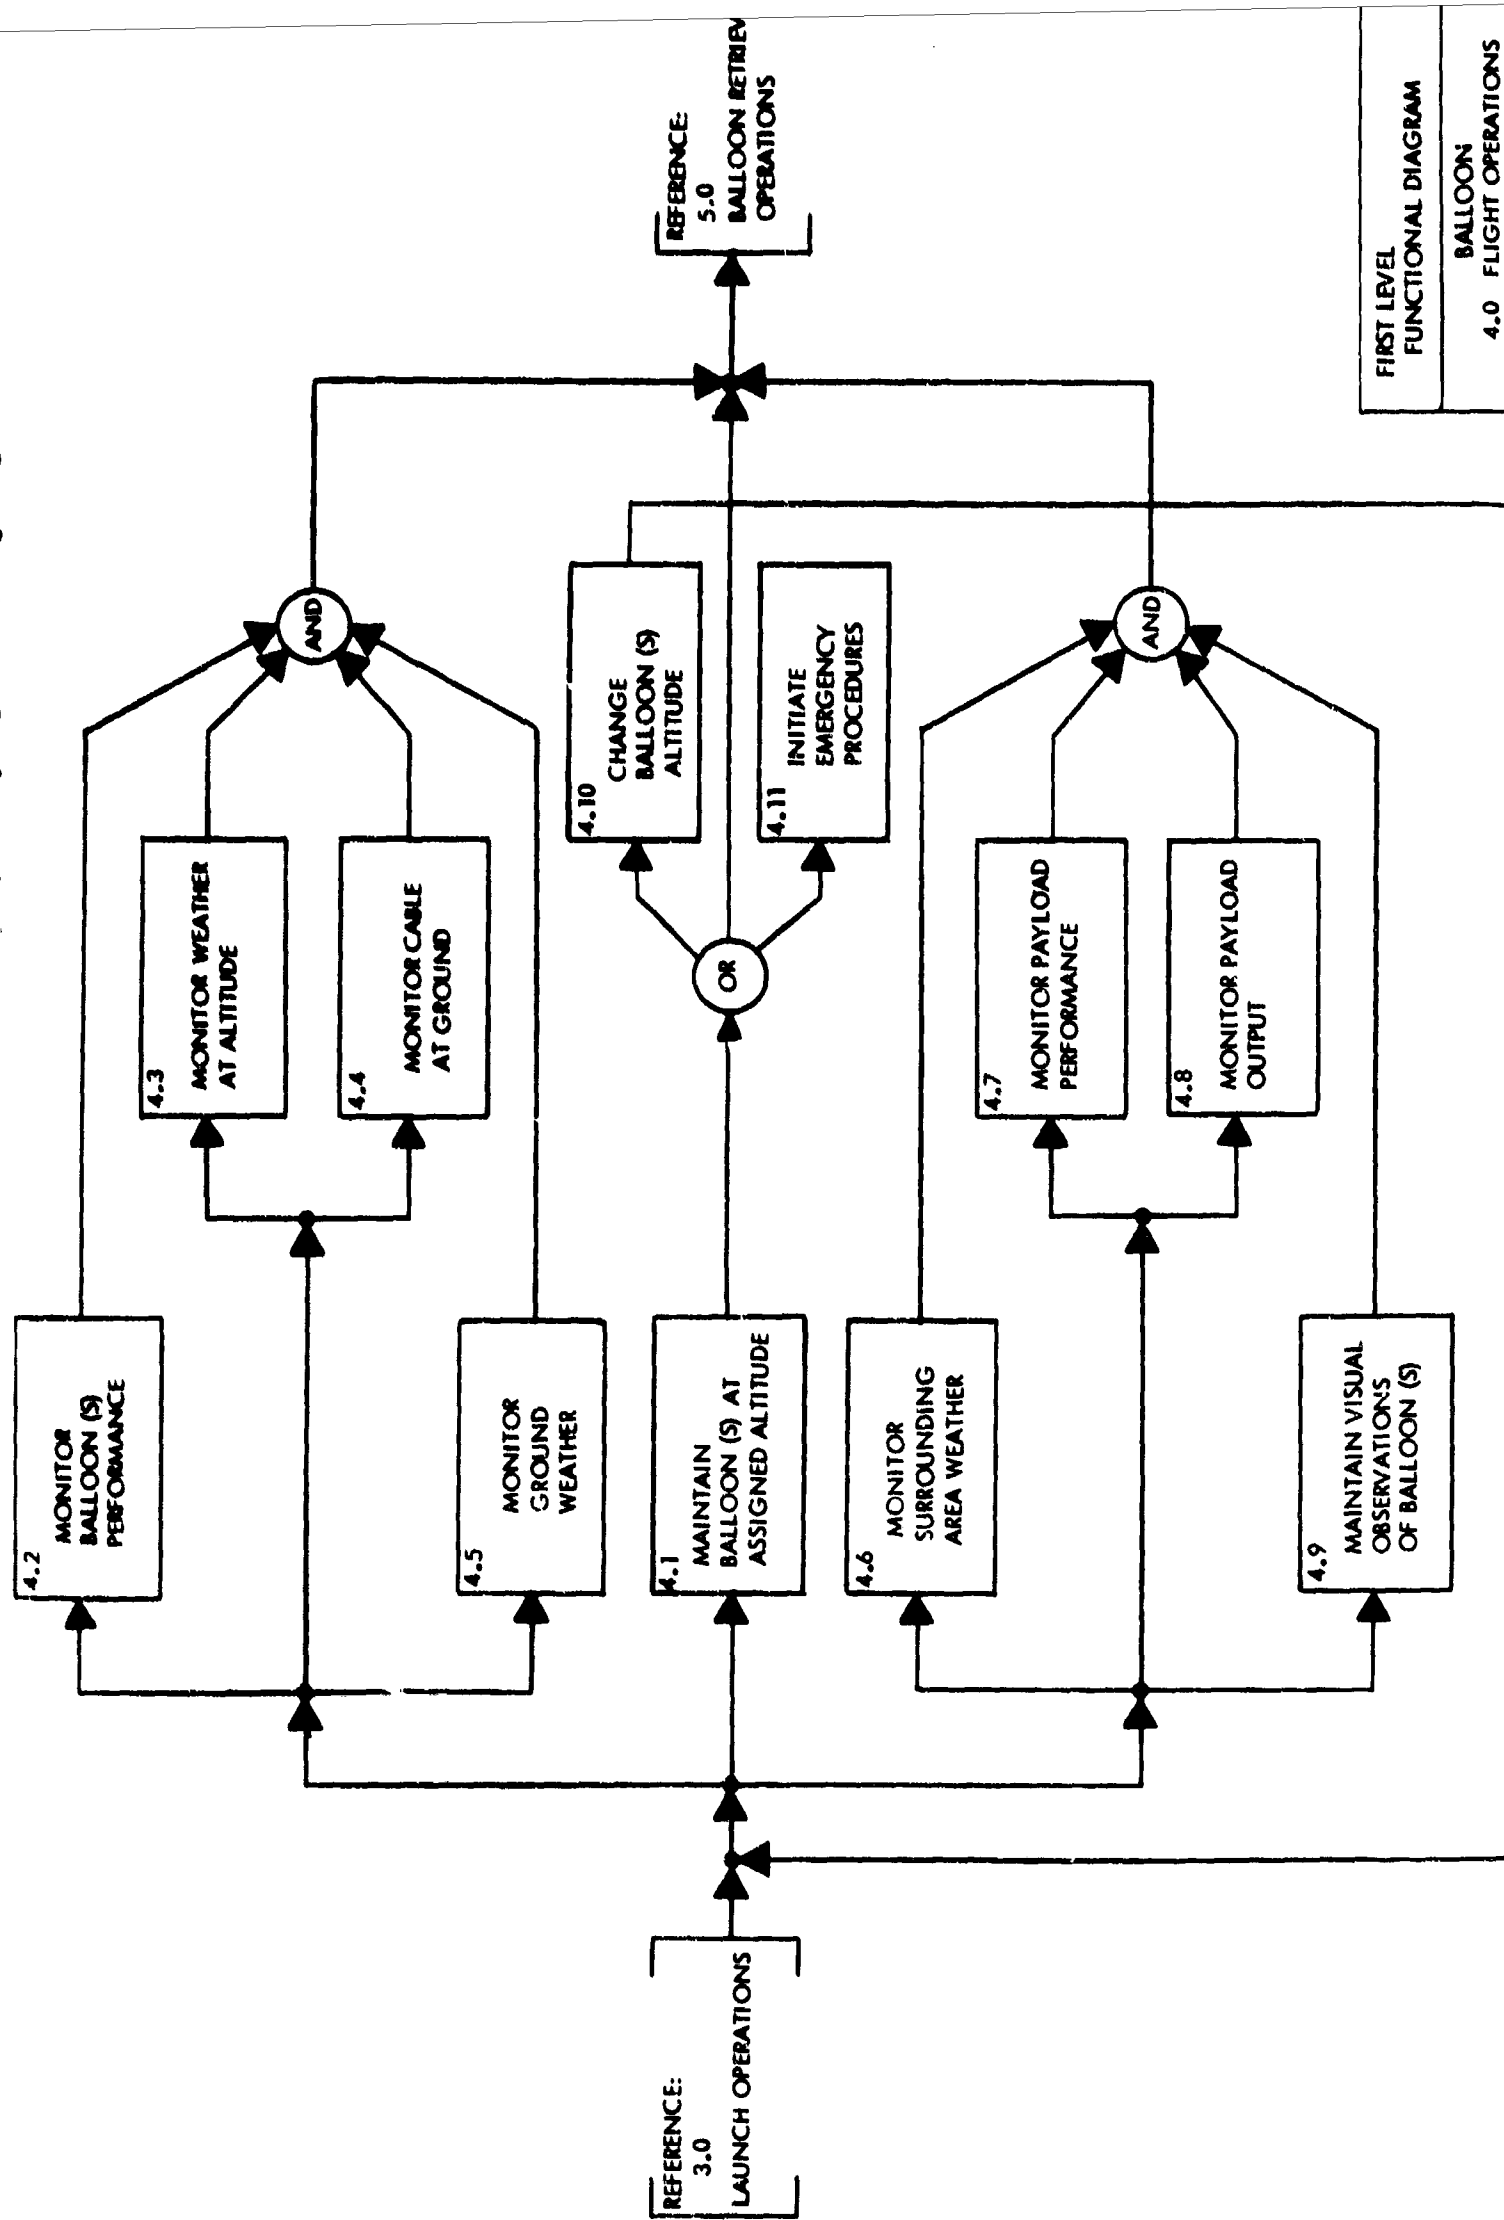 4.2
MONITOR
BALLOON (S)
PERFORMANCE
4.3
MONITOR WEATHER
AT ALTITUDE
4.4
MONITOR CABLE
AT GROUND
AND
4.5
MONITOR
GROUND
WEATHER
REFERENCE:
3.0
LAUNCH OPERATIONS
4.1
MAINTAIN
BALLOON (S) AT
ASSIGNED ALTITUDE
OR
4.10
CHANGE
BALLOON (S)
ALTITUDE
4.11
INITIATE
EMERGENCY
PROCEDURES
REFERENCE:
5.0
BALLOON RETRIEV
OPERATIONS
4.6
MONITOR
SURROUNDING
AREA WEATHER
4.7
MONITOR PAYLOAD
PERFORMANCE
4.8
MONITOR PAYLOAD
OUTPUT
AND
4.9
MAINTAIN VISUAL
OBSERVATIONS
OF BALLOON (S)
FIRST LEVEL
FUNCTIONAL DIAGRAM
BALLOON
4.0 FLIGHT OPERATIONS